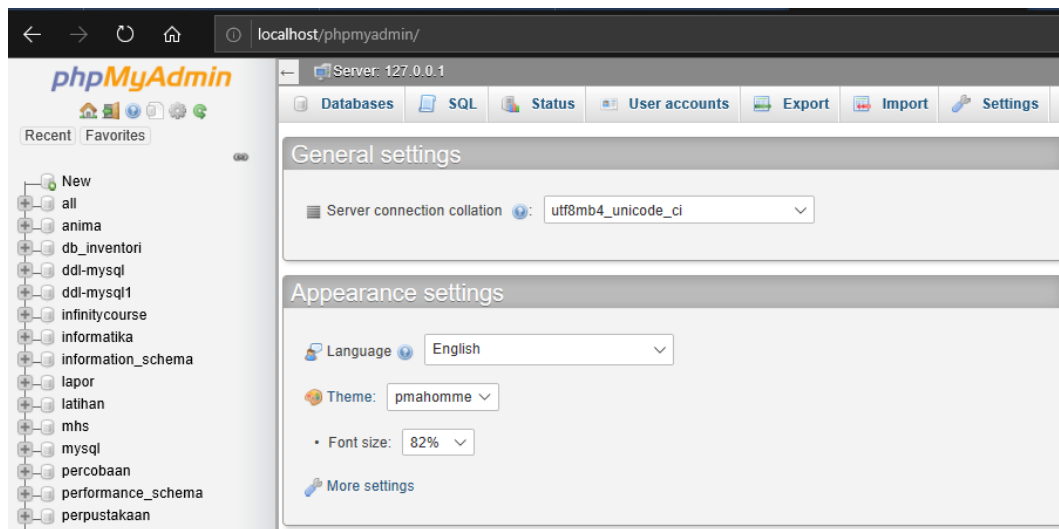 localhost/phpmyadmin/
phpMyAdmin
Recent Favorites
New
all
anima
db_inventori
ddl-mysql
ddl-mysql1
infinitycourse
informatika
information_schema
lapor
latihan
mhs
mysql
percobaan
performance_schema
perpustakaan
Server: 127.0.0.1
Databases SQL Status User accounts Export Import Settings
General settings
Server connection collation : utf8mb4_unicode_ci
Appearance settings
Language English
Theme: pmahomme
• Font size: 82%
More settings